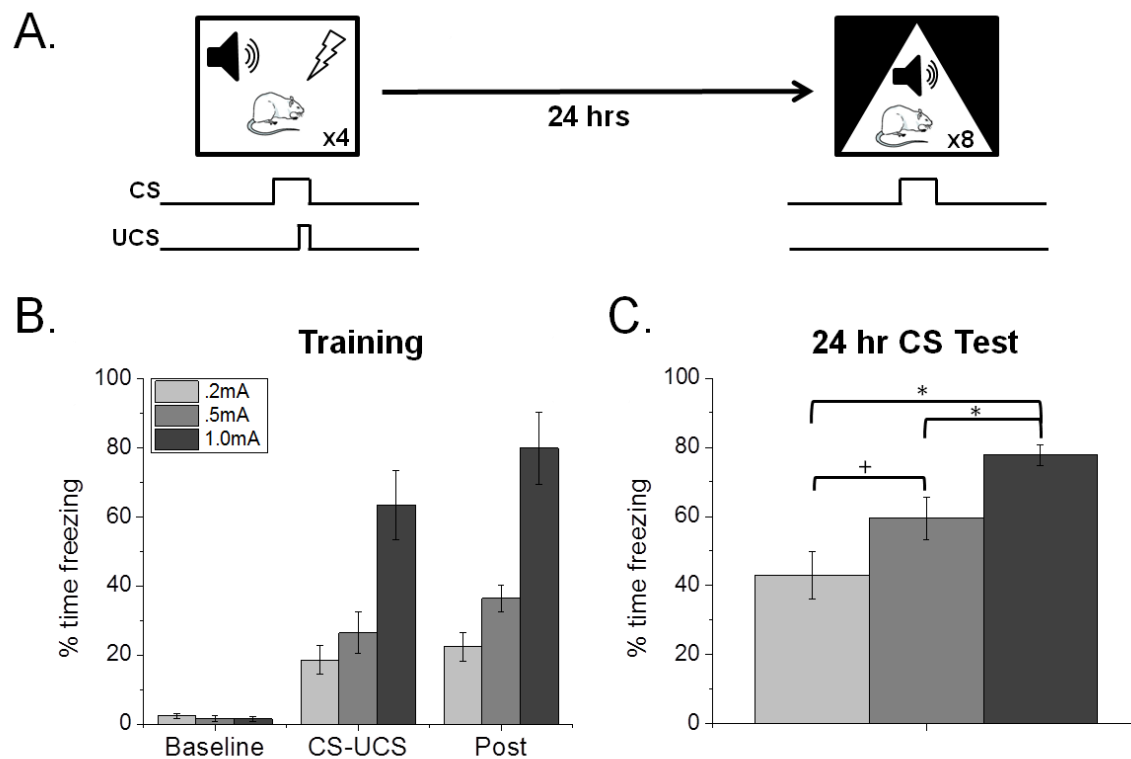 A.
x4
24 hrs
x8
CS
UCS
B.
Training
% time freezing
100
80
60
40
20
0
.2mA
.5mA
1.0mA
Baseline CS-UCS Post
C.
24 hr CS Test
% time freezing
100
80
60
40
20
0
*
*
+